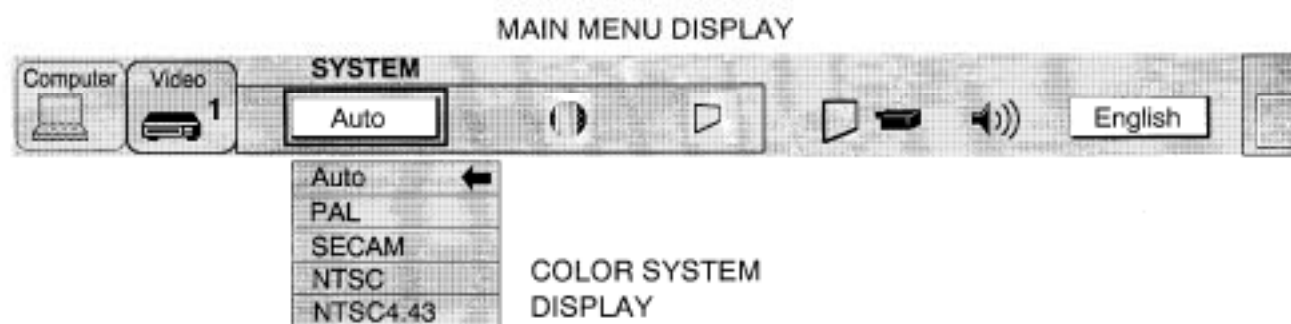 MAIN MENU DISPLAY
Computer Video SYSTEM
1 Auto English
Auto
PAL
SECAM
NTSC
NTSC4.43
COLOR SYSTEM
DISPLAY